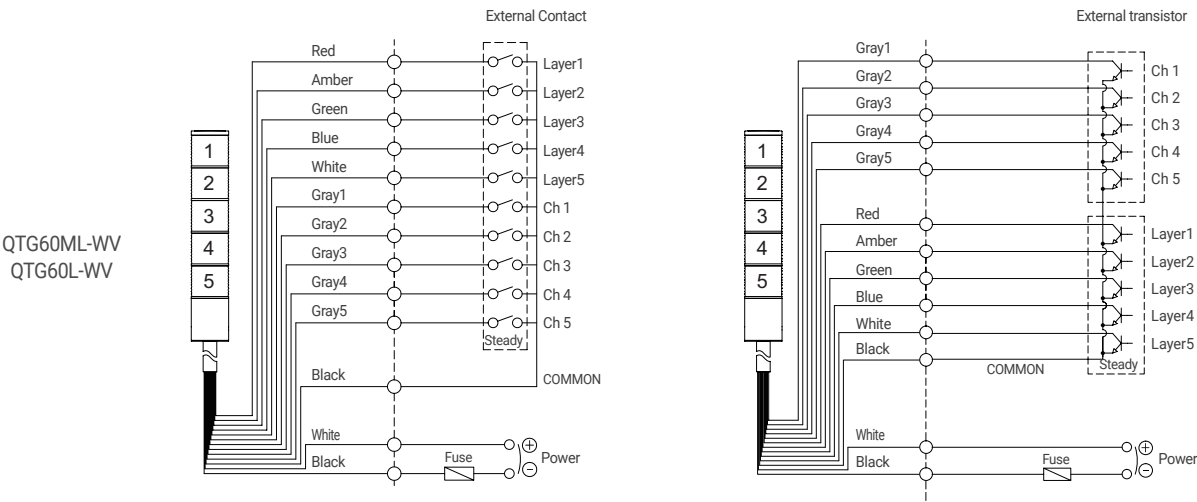 External Contact
Red
Layer1
Amber
Layer2
Green
Layer3
Blue
Layer4
White
Layer5
Gray1
Ch 1
Gray2
Ch 2
Gray3
Ch 3
Gray4
Ch 4
Gray5
Ch 5
Steady
Black
COMMON
White
Black
Fuse
+
-
Power
1
2
3
4
5
QTG60ML-WV
QTG60L-WV
External transistor
Gray1
Ch 1
Gray2
Ch 2
Gray3
Ch 3
Gray4
Ch 4
Gray5
Ch 5
Red
Layer1
Amber
Layer2
Green
Layer3
Blue
Layer4
White
Layer5
Black
COMMON
Steady
White
Black
Fuse
+
-
Power
1
2
3
4
5